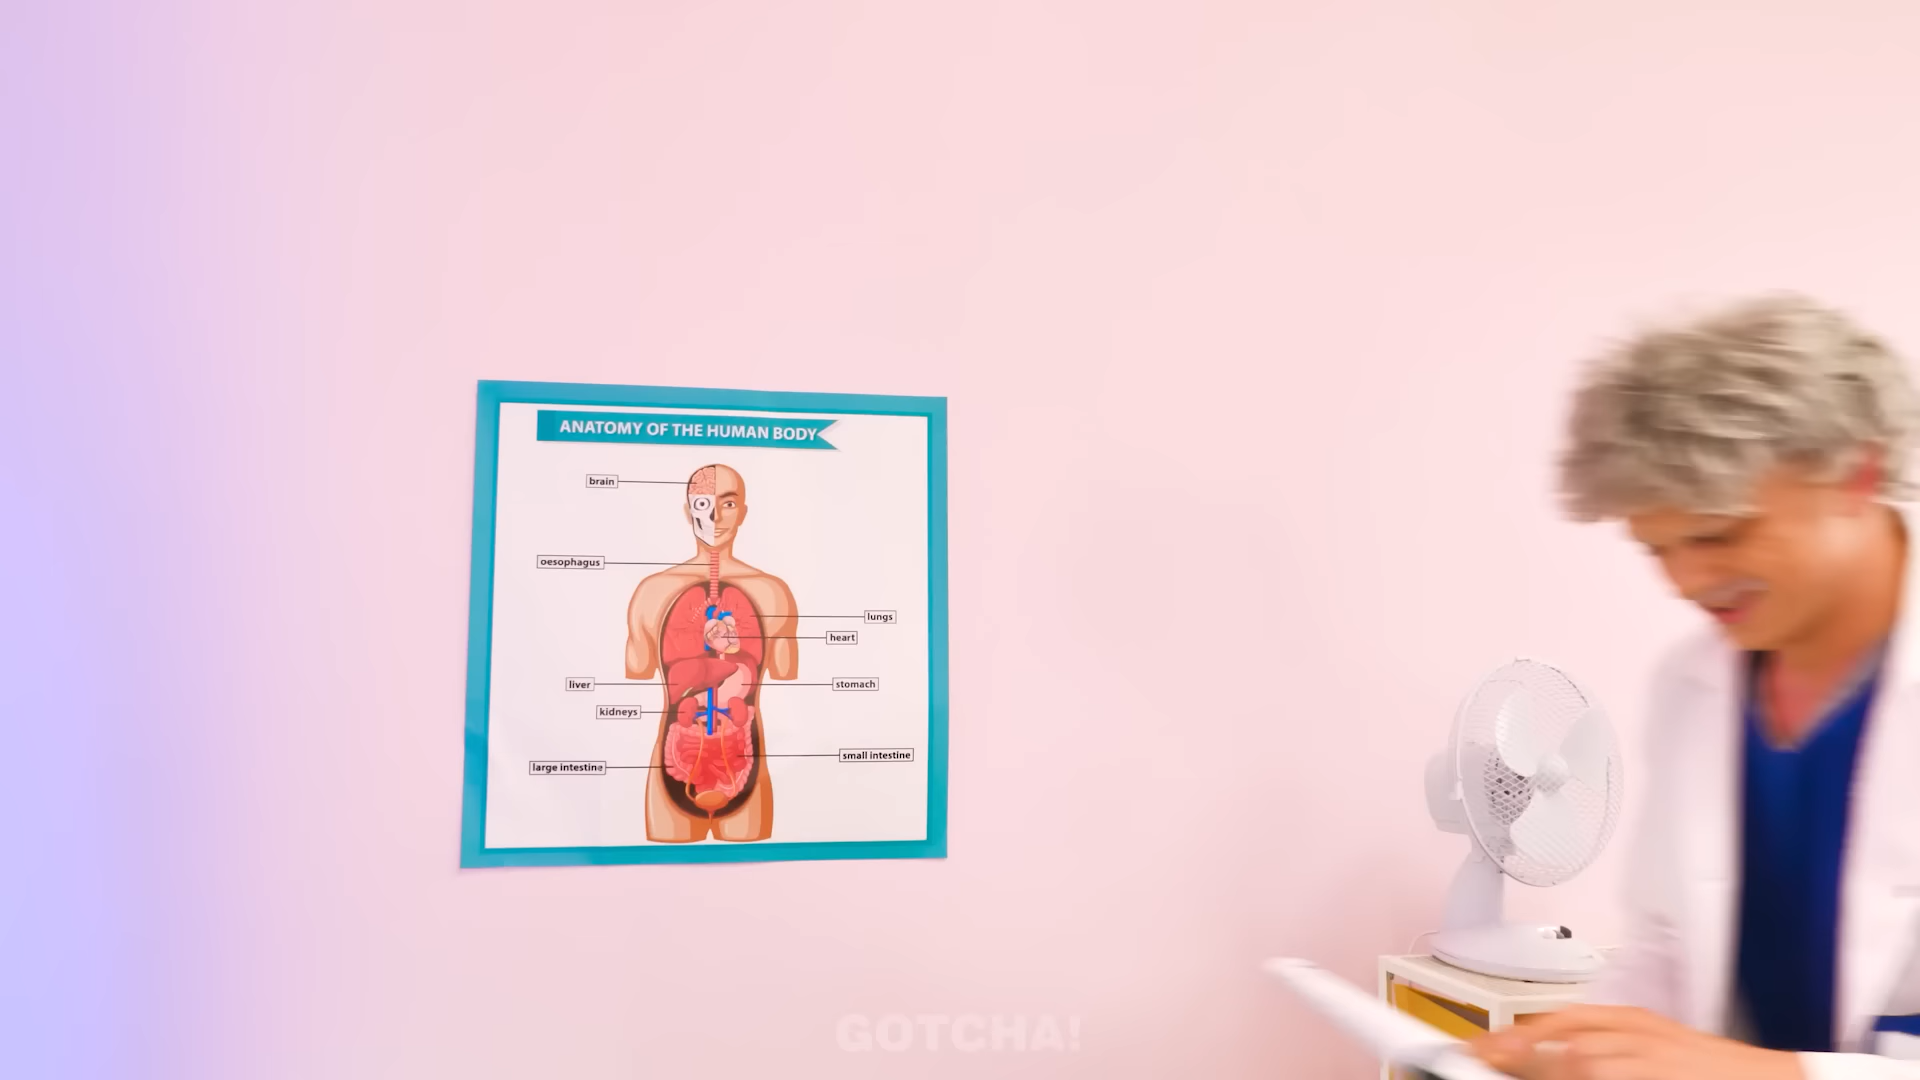 ANATOMY OF THE HUMAN BODY
brain
oesophagus
lungs
heart
liver
stomach
kidneys
small intestine
large intestine
GOTCHA!